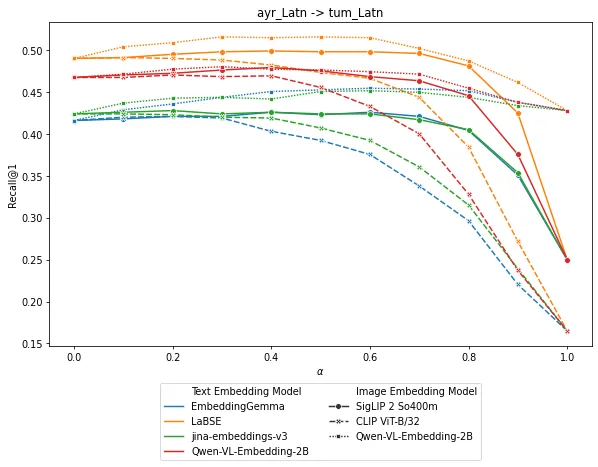 ayr_Latn -> tum_Latn
Recall@1
0.50
0.45
0.40
0.35
0.30
0.25
0.20
0.15
0.0 0.2 0.4 0.6 0.8 1.0
α
Text Embedding Model
EmbeddingGemma
LaBSE
jina-embeddings-v3
Qwen-VL-Embedding-2B
Image Embedding Model
SigLIP 2 So400m
CLIP ViT-B/32
Qwen-VL-Embedding-2B